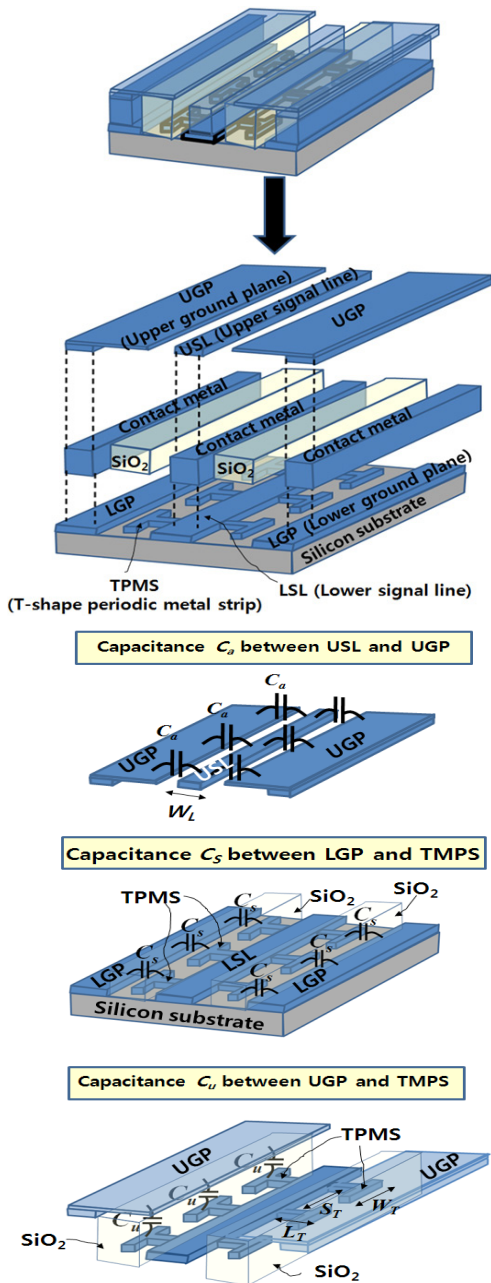 UGP
(Upper ground plane)
USL (Upper signal line)
UGP
Contact metal
SiO2
Contact metal
SiO2
Contact metal
LGP
LGP (Lower ground plane)
Silicon substrate
TPMS
(T-shape periodic metal strip)
LSL (Lower signal line)
Capacitance Ca between USL and UGP
Ca
Ca
Ca
UGP
USL
UGP
WL
Capacitance CS between LGP and TMPS
TPMS
SiO2
SiO2
Cs
Cs
Cs
Cs
Cs
Cs
LGP
LSL
LGP
Silicon substrate
Capacitance Cu between UGP and TMPS
UGP
Cu
Cu
Cu
TPMS
UGP
ST
WT
LT
SiO2
SiO2